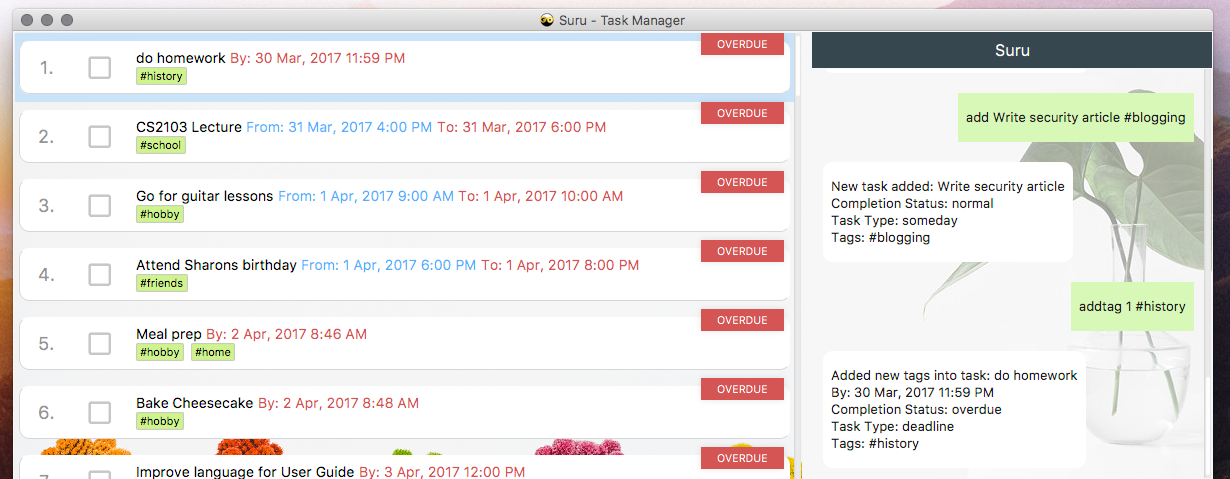 Suru - Task Manager
1. do homework By: 30 Mar, 2017 11:59 PM OVERDUE
#history
2. CS2103 Lecture From: 31 Mar, 2017 4:00 PM To: 31 Mar, 2017 6:00 PM OVERDUE
#school
3. Go for guitar lessons From: 1 Apr, 2017 9:00 AM To: 1 Apr, 2017 10:00 AM OVERDUE
#hobby
4. Attend Sharons birthday From: 1 Apr, 2017 6:00 PM To: 1 Apr, 2017 8:00 PM OVERDUE
#friends
5. Meal prep By: 2 Apr, 2017 8:46 AM OVERDUE
#hobby #home
6. Bake Cheesecake By: 2 Apr, 2017 8:48 AM OVERDUE
#hobby
7. Improve language for User Guide By: 3 Apr, 2017 12:00 PM OVERDUE
Suru
add Write security article #blogging
New task added: Write security article
Completion Status: normal
Task Type: someday
Tags: #blogging
addtag 1 #history
Added new tags into task: do homework
By: 30 Mar, 2017 11:59 PM
Completion Status: overdue
Task Type: deadline
Tags: #history